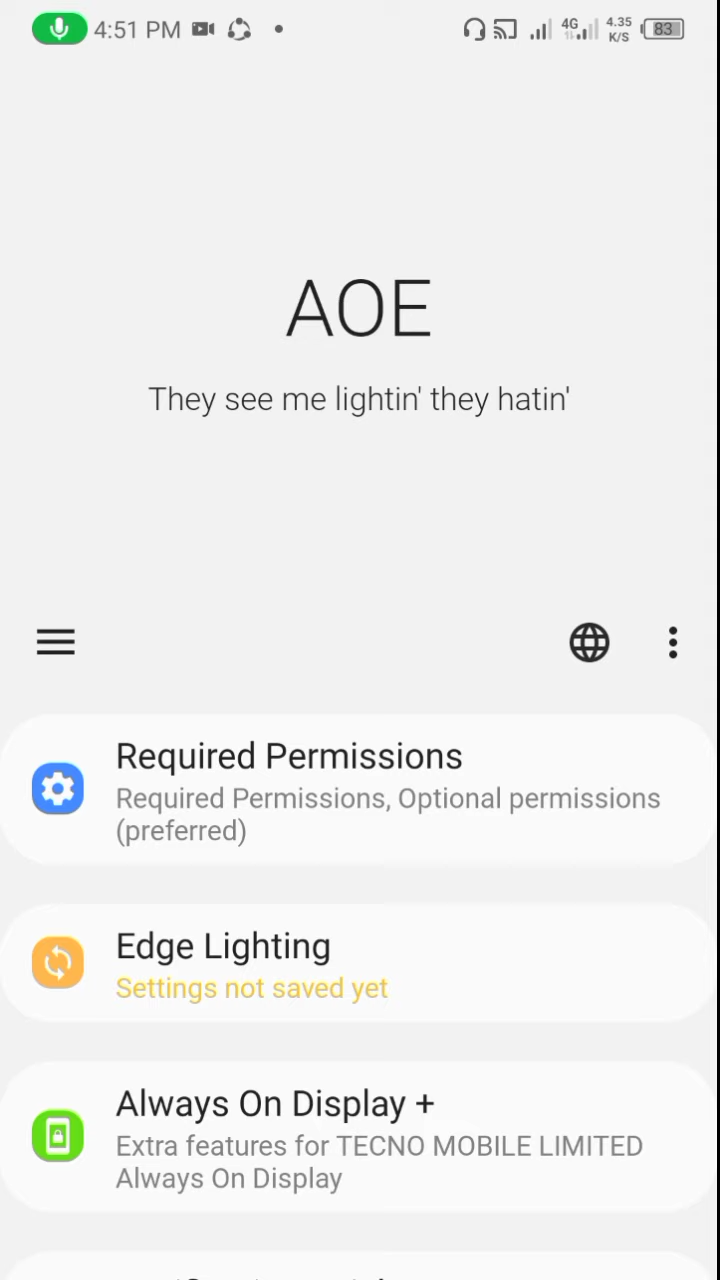 4:51 PM
4G
4.35
K/S
83
AOE
They see me lightin' they hatin'
Required Permissions
Required Permissions, Optional permissions
(preferred)
Edge Lighting
Settings not saved yet
Always On Display +
Extra features for TECNO MOBILE LIMITED
Always On Display